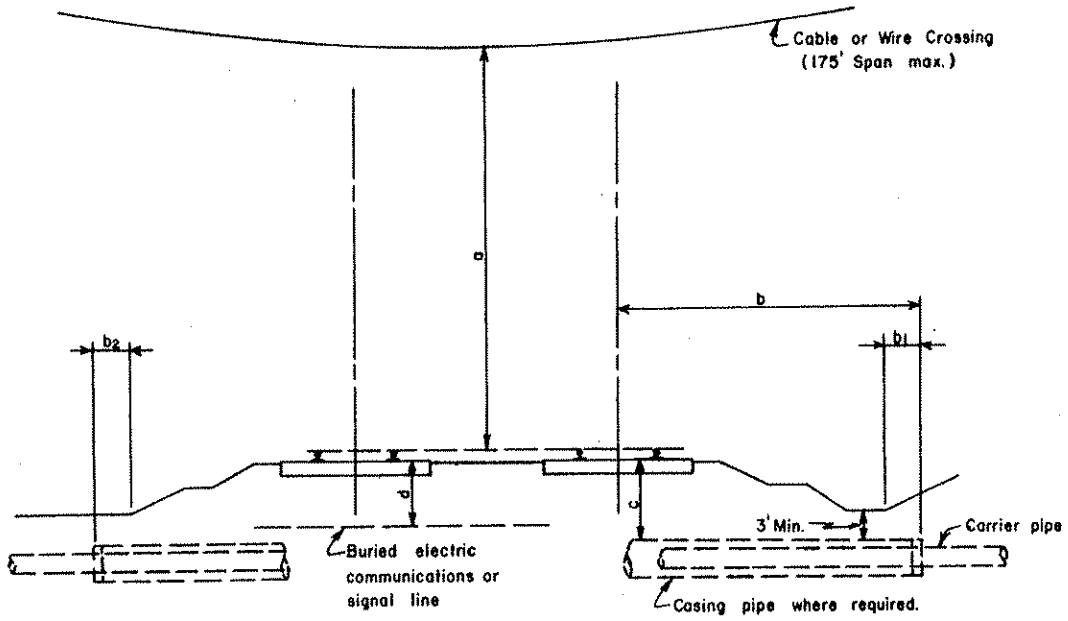 Cable or Wire Crossing
(175' Span max.)
a
b
b2
b1
d
c
3' Min.
Carrier pipe
Buried electric
communications or
signal line
Casing pipe where required.